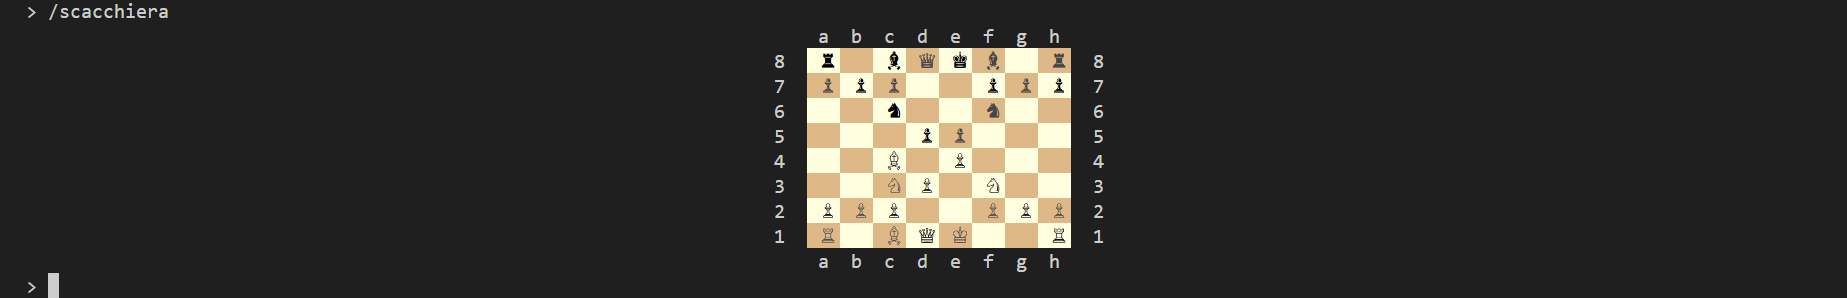 > /scacchiera
a b c d e f g h
8 ♜ ♝ ♛ ♚ ♝ ♜ 8
7 ♟ ♟ ♟ ♟ ♟ ♟ 7
6 ♞ ♞ 6
5 ♟ ♟ 5
4 ♗ ♙ 4
3 ♘ ♙ ♘ 3
2 ♙ ♙ ♙ ♙ ♙ ♙ 2
1 ♖ ♗ ♕ ♔ ♖ 1
a b c d e f g h
>